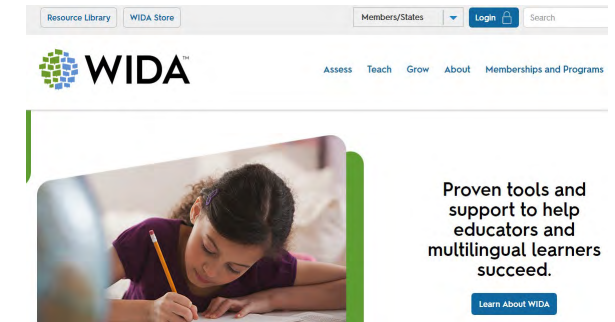 Resource Library WIDA Store Members/States Login Search
WIDA™
Assess Teach Grow About Memberships and Programs
Proven tools and
support to help
educators and
multilingual learners
succeed.
Learn About WIDA